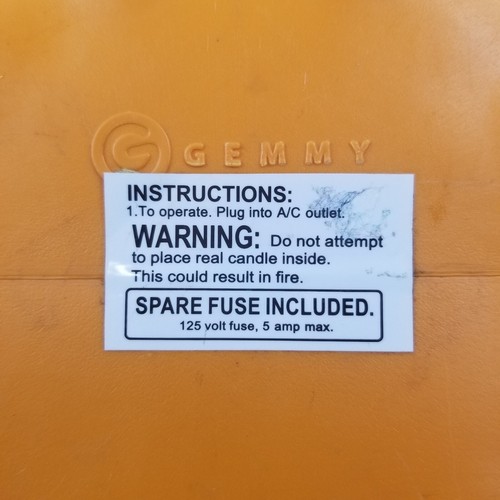 G GEMMY
INSTRUCTIONS:
1.To operate. Plug into A/C outlet.
WARNING: Do not attempt
to place real candle inside.
This could result in fire.
SPARE FUSE INCLUDED.
125 volt fuse, 5 amp max.